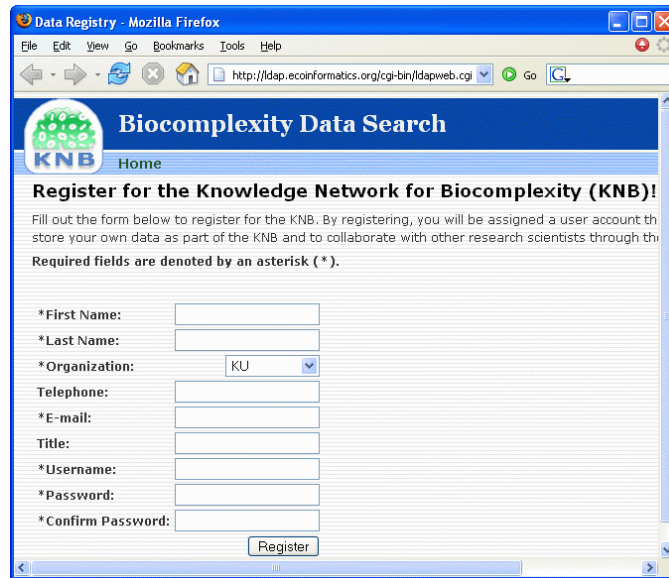 Data Registry - Mozilla Firefox
File Edit View Go Bookmarks Tools Help
http://ldap.ecoinformatics.org/cgi-bin/ldapweb.cgi Go G
Biocomplexity Data Search
KNB
Home
Register for the Knowledge Network for Biocomplexity (KNB)!
Fill out the form below to register for the KNB. By registering, you will be assigned a user account th
store your own data as part of the KNB and to collaborate with other research scientists through the
Required fields are denoted by an asterisk (*).
*First Name:
*Last Name:
*Organization: KU
Telephone:
*E-mail:
Title:
*Username:
*Password:
*Confirm Password:
Register